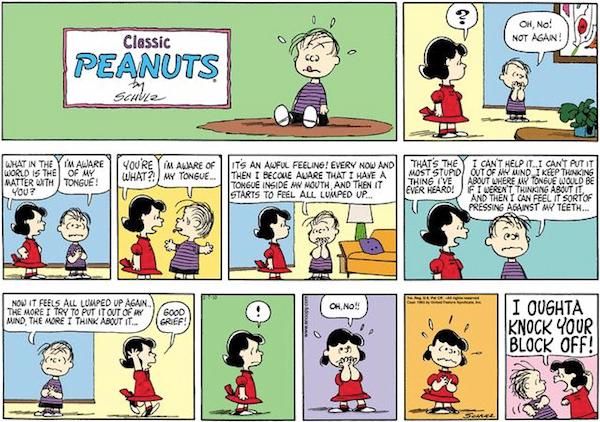 Classic
PEANUTS
by
SCHULZ
?
OH, NO!
NOT AGAIN!
WHAT IN THE
WORLD IS THE
MATTER WITH
YOU?
I'M AWARE
OF MY
TONGUE!
YOU'RE
WHAT?!
I'M AWARE OF
MY TONGUE...
IT'S AN AWFUL FEELING! EVERY NOW AND
THEN I BECOME AWARE THAT I HAVE A
TONGUE INSIDE MY MOUTH, AND THEN IT
STARTS TO FEEL ALL LUMPED UP...
THAT'S THE
MOST STUPID
THING I'VE
EVER HEARD!
I CAN'T HELP IT...I CAN'T PUT IT
OUT OF MY MIND...I KEEP THINKING
ABOUT WHERE MY TONGUE WOULD BE
IF I WEREN'T THINKING ABOUT IT,
AND THEN I CAN FEEL IT SORT OF
PRESSING AGAINST MY TEETH...
NOW IT FEELS ALL LUMPED UP AGAIN..
THE MORE I TRY TO PUT IT OUT OF MY
MIND, THE MORE I THINK ABOUT IT...
GOOD
GRIEF!
!
OH, NO!!
SCHULZ
I OUGHTA
KNOCK YOUR
BLOCK OFF!